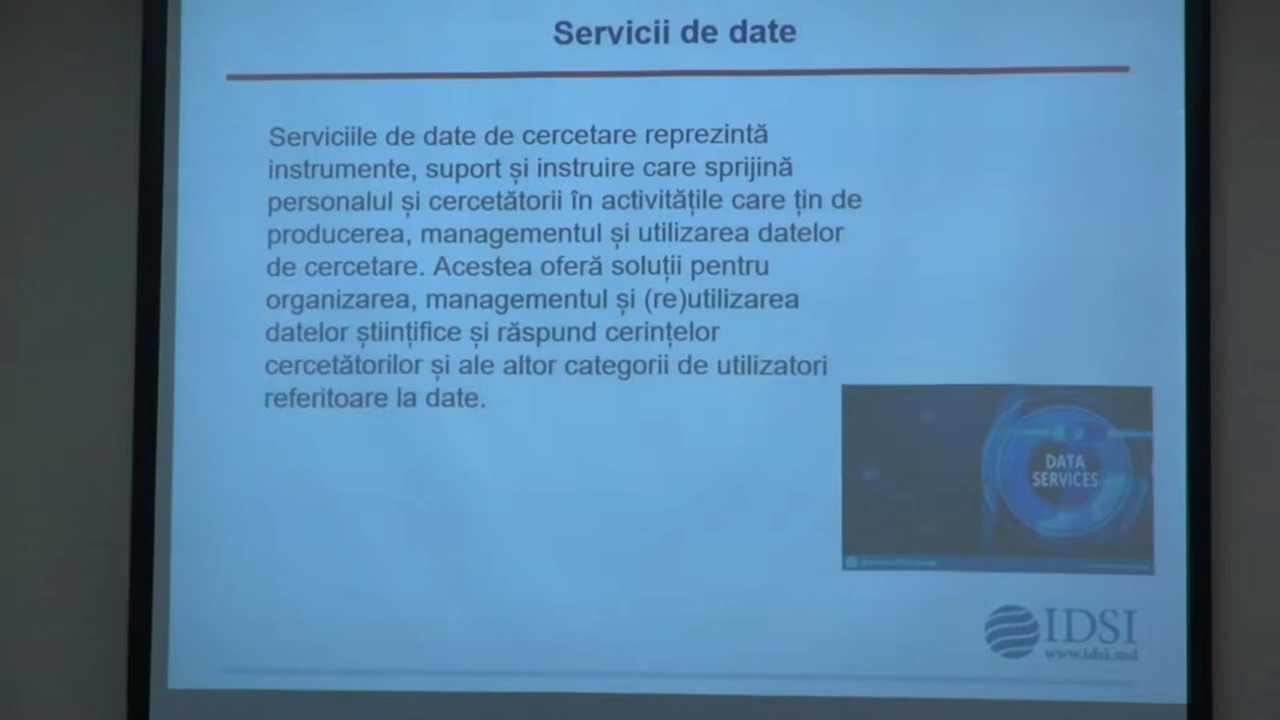 Servicii de date
Serviciile de date de cercetare reprezintă
instrumente, suport și instruire care sprijină
personalul și cercetătorii în activitățile care țin de
producerea, managementul și utilizarea datelor
de cercetare. Acestea oferă soluții pentru
organizarea, managementul și (re)utilizarea
datelor științifice și răspund cerințelor
cercetătorilor și ale altor categorii de utilizatori
referitoare la date.
DATA
SERVICES
IDSI
www.idsi.md